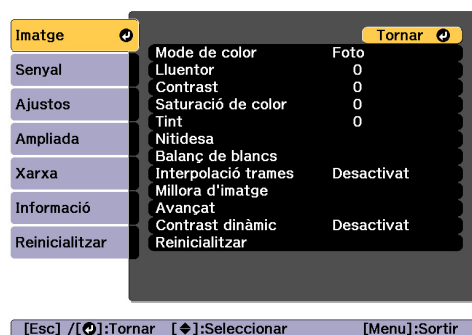 Imatge
Senyal
Ajustos
Ampliada
Xarxa
Informació
Reinicialitzar
Tornar
Mode de color Foto
Lluentor 0
Contrast 0
Saturació de color 0
Tint 0
Nitidesa
Balanç de blancs
Interpolació trames Desactivat
Millora d'imatge
Avançat
Contrast dinàmic Desactivat
Reinicialitzar
[Esc] /[↵]:Tornar [◆]:Seleccionar [Menu]:Sortir